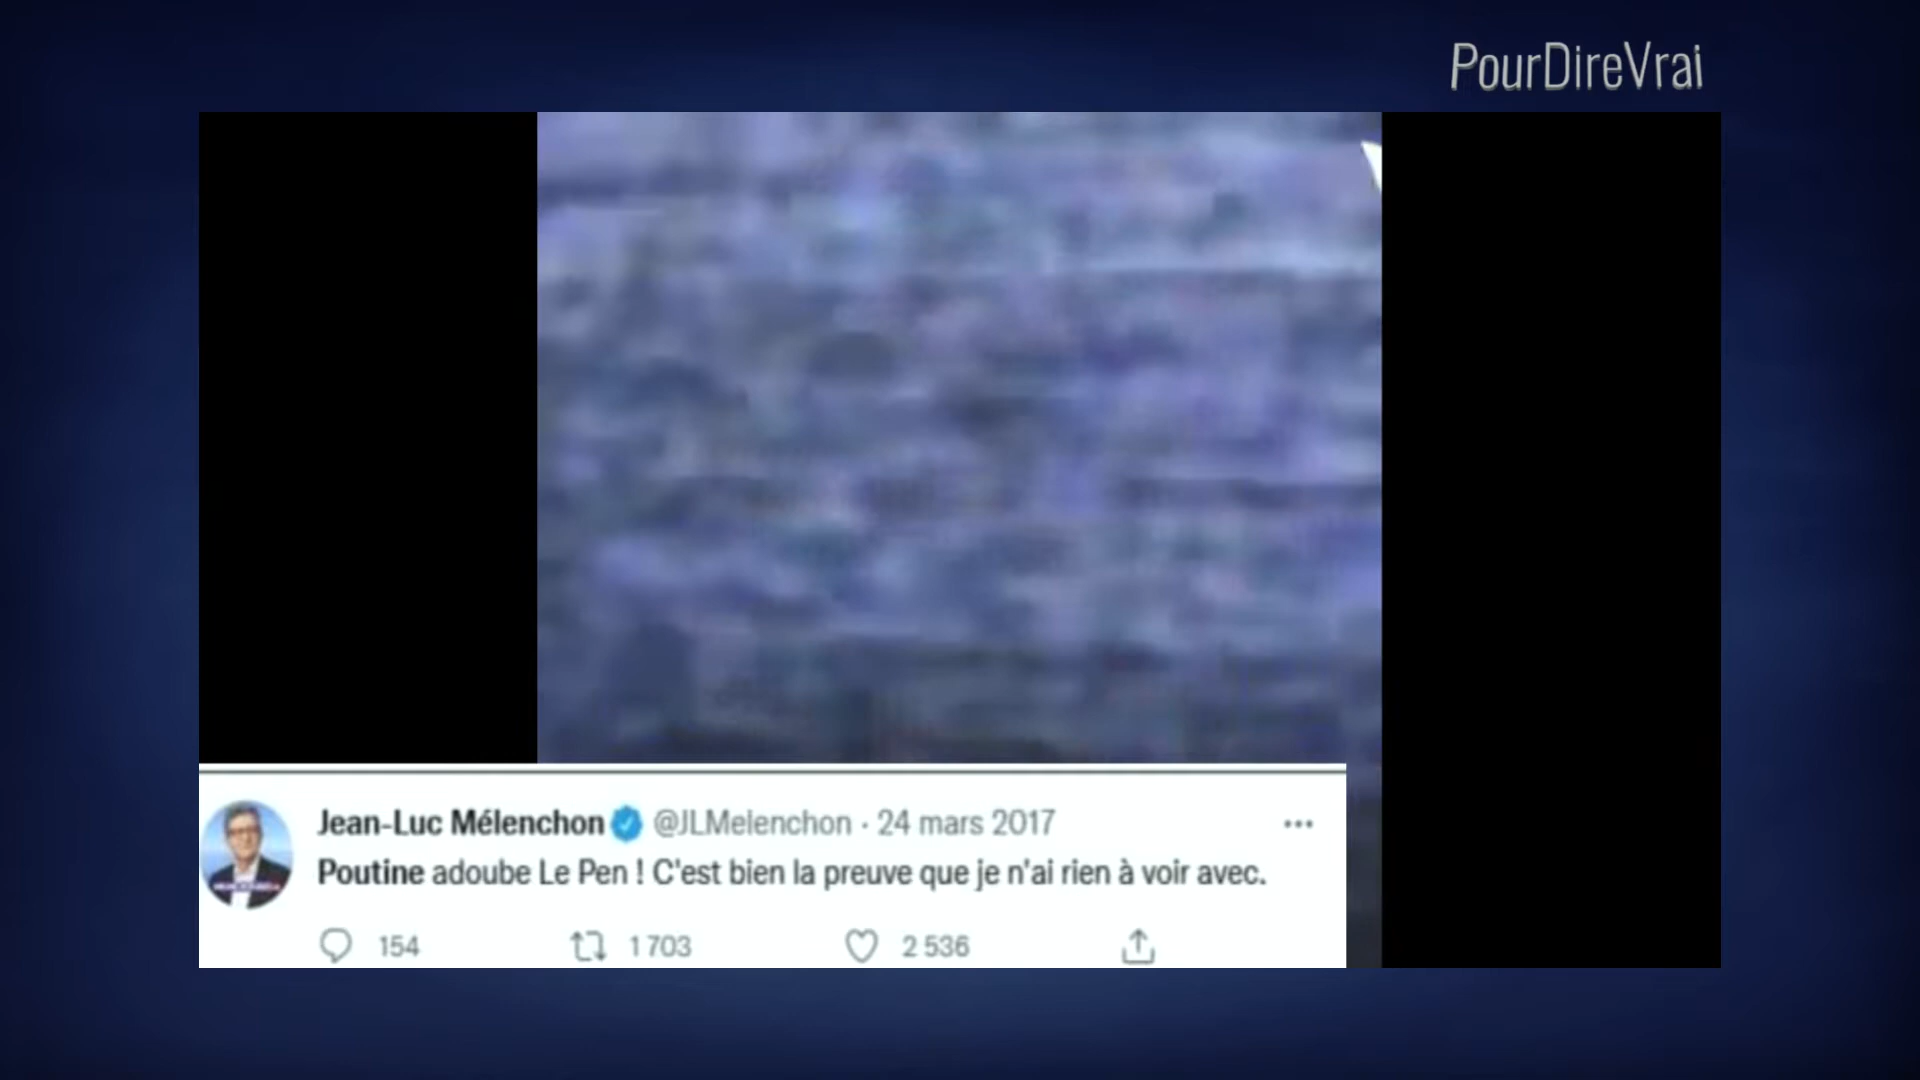 PourDireVrai
Jean-Luc Mélenchon @JLMelenchon · 24 mars 2017
Poutine adoube Le Pen ! C'est bien la preuve que je n'ai rien à voir avec.
154 1 703 2 536